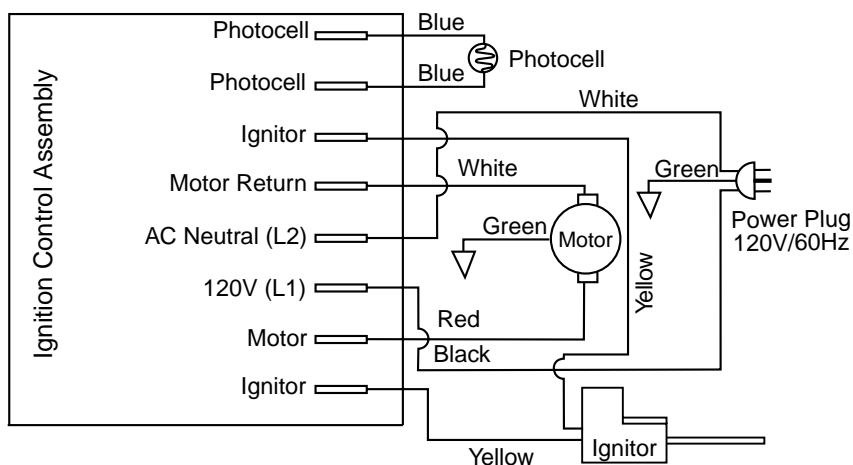 Ignition Control Assembly
Photocell
Blue
Photocell
Blue
Photocell
White
Ignitor
Motor Return
White
Green
Power Plug
120V/60Hz
AC Neutral (L2)
Green
Motor
Yellow
120V (L1)
Red
Motor
Black
Ignitor
Yellow
Ignitor